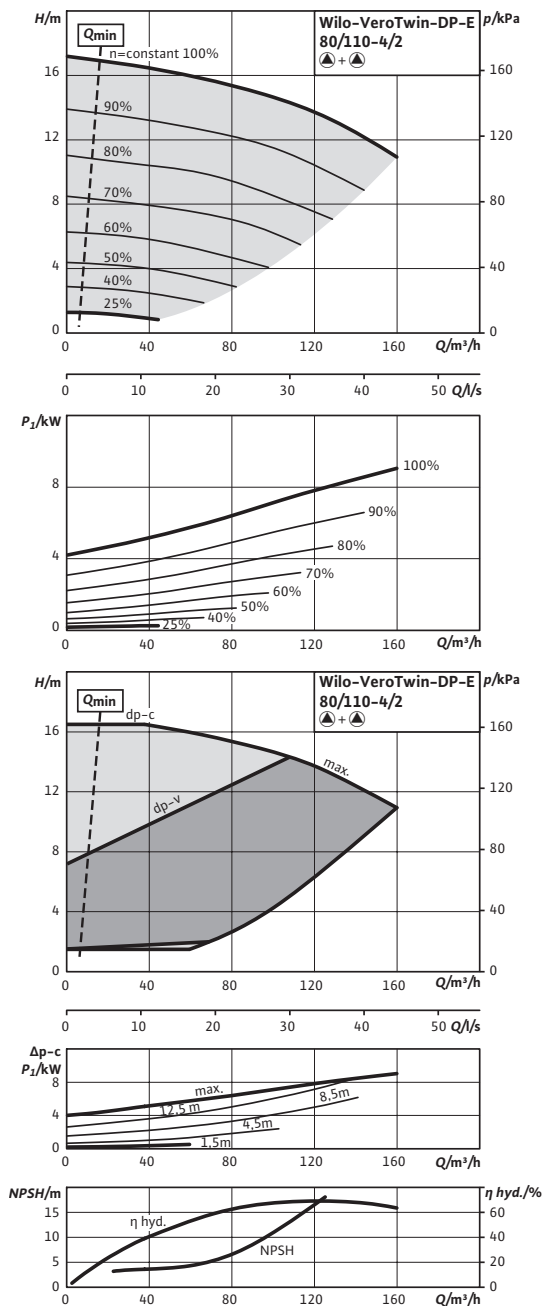 H/m
Qmin
n=constant 100%
Wilo-VeroTwin-DP-E
80/110-4/2
+
p/kPa
16
12
8
4
0
160
120
80
40
0
90%
80%
70%
60%
50%
40%
25%
0 40 80 120 160 Q/m³/h
0 10 20 30 40 50 Q/l/s
P1/kW
8
4
0
100%
90%
80%
70%
60%
50%
40%
25%
0 40 80 120 160 Q/m³/h
H/m
Qmin
dp-c
Wilo-VeroTwin-DP-E
80/110-4/2
+
p/kPa
16
12
8
4
0
160
120
80
40
0
max.
dp-v
0 40 80 120 160 Q/m³/h
0 10 20 30 40 50 Q/l/s
Δp-c
P1/kW
8
4
0
max.
12,5 m
8,5m
4,5m
1,5m
0 40 80 120 160 Q/m³/h
NPSH/m
η hyd./%
15
10
5
0
60
40
20
0
η hyd.
NPSH
0 40 80 120 160 Q/m³/h